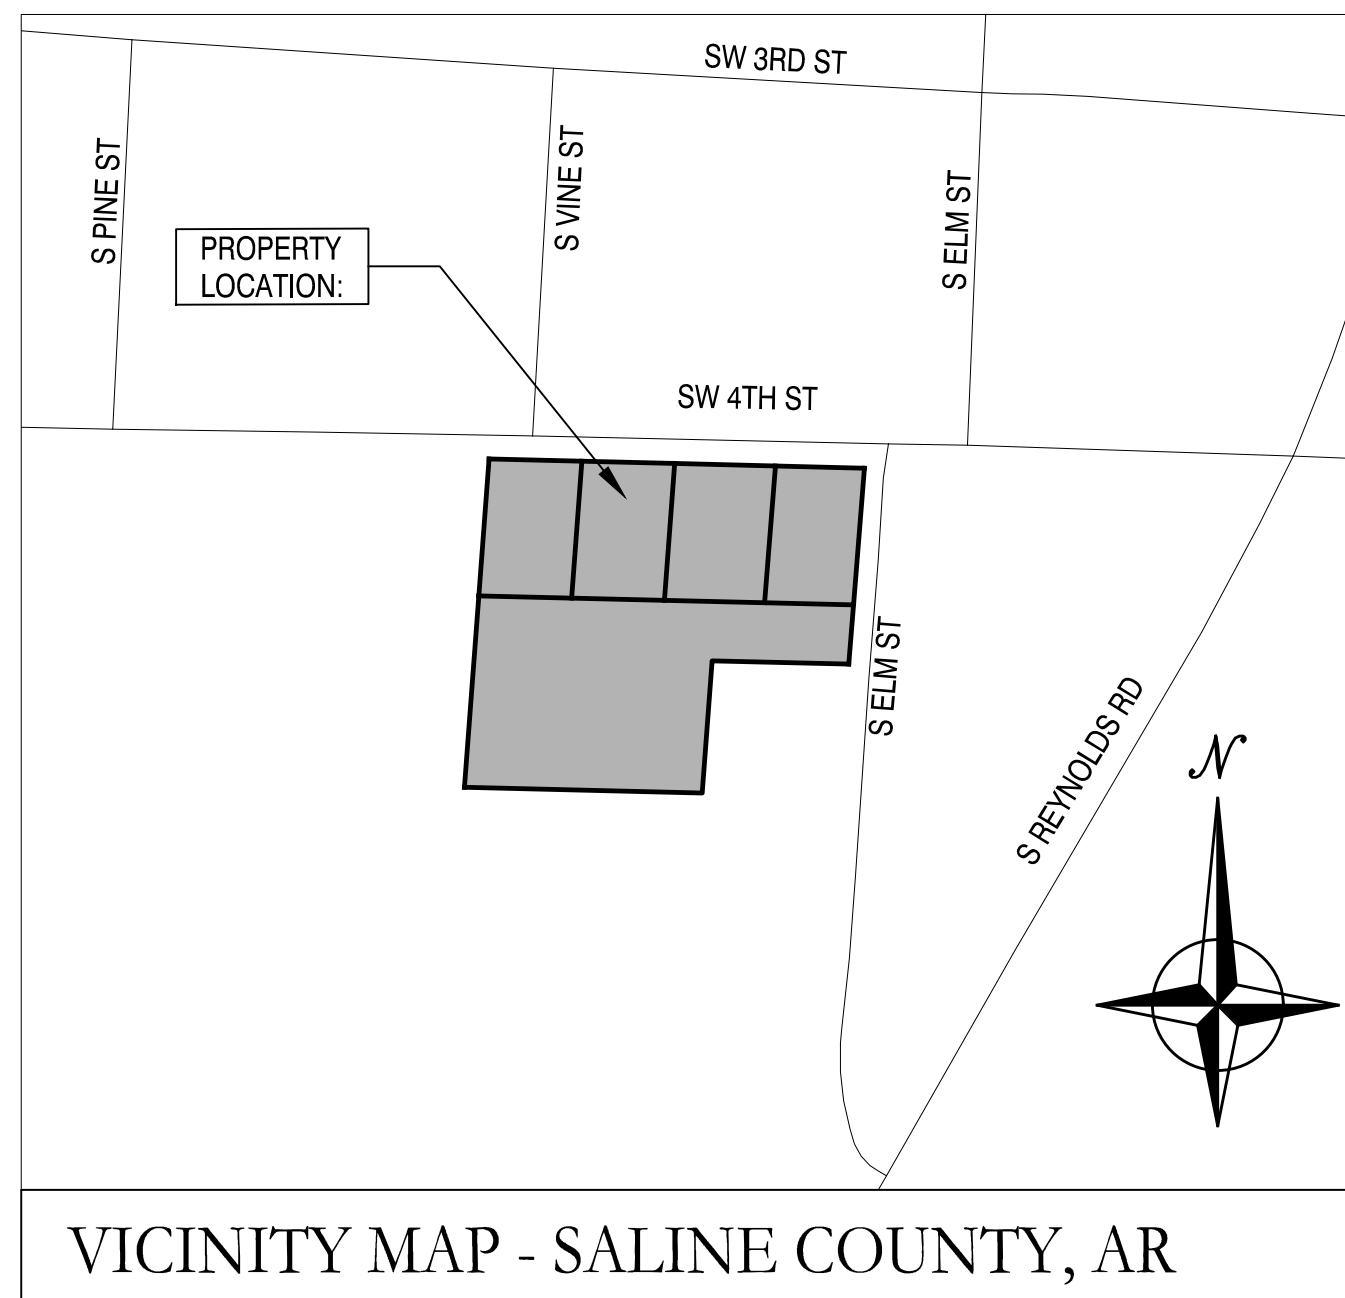 SW 3RD ST
S PINE ST
S VINE ST
S ELM ST
PROPERTY
LOCATION:
SW 4TH ST
S ELM ST
S REYNOLDS RD
N
VICINITY MAP - SALINE COUNTY, AR